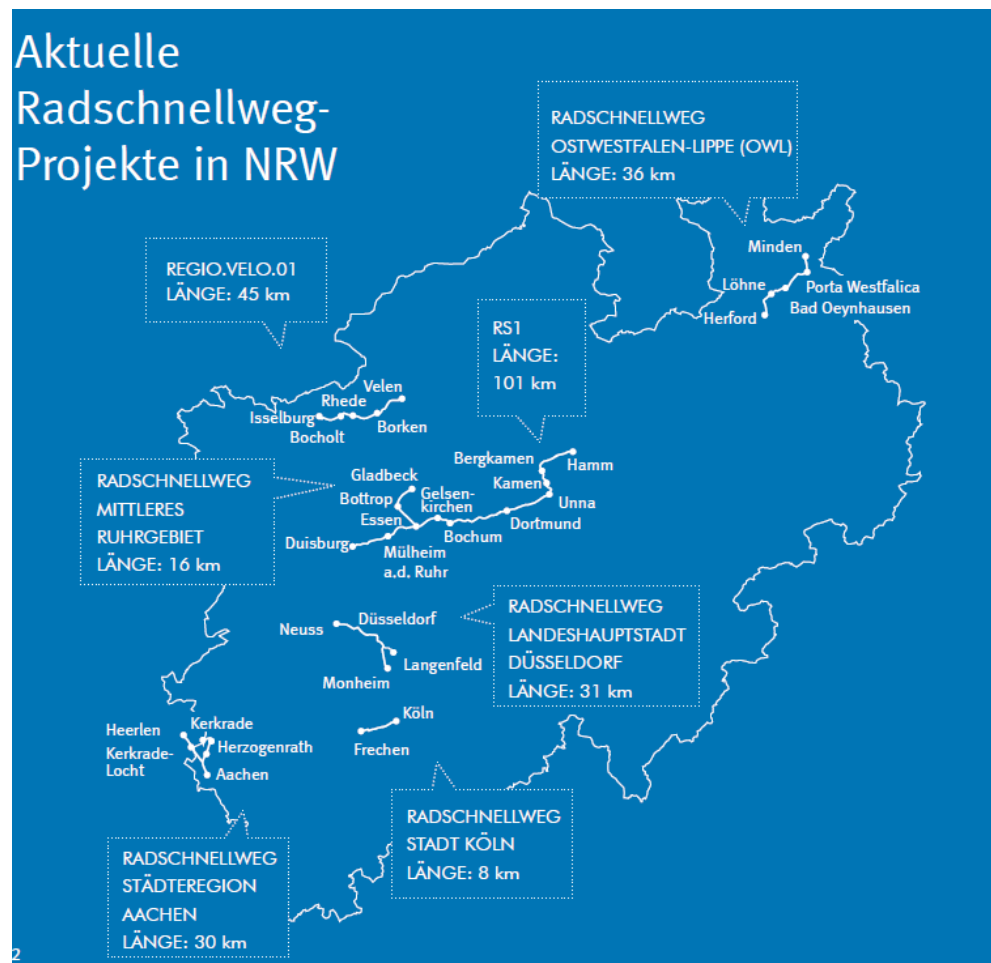 Aktuelle
Radschnellweg-
Projekte in NRW
RADSCHNELLWEG
OSTWESTFALEN-LIPPE (OWL)
LÄNGE: 36 km
Minden
Löhne
Porta Westfalica
Bad Oeynhausen
Herford
REGIO.VELO.01
LÄNGE: 45 km
RS1
LÄNGE:
101 km
Velen
Rhede
Isselburg
Bocholt
Borken
Bergkamen
Hamm
Kamen
Unna
Gladbeck
Bottrop
Gelsen-
kirchen
Essen
Dortmund
Bochum
Duisburg
Mülheim
a.d. Ruhr
RADSCHNELLWEG
MITTLERES
RUHRGEBIET
LÄNGE: 16 km
RADSCHNELLWEG
LANDESHAUPTSTADT
DÜSSELDORF
LÄNGE: 31 km
Düsseldorf
Neuss
Langenfeld
Monheim
Köln
Frechen
Heerlen
Kerkrade
Kerkrade-
Locht
Herzogenrath
Aachen
RADSCHNELLWEG
STADT KÖLN
LÄNGE: 8 km
RADSCHNELLWEG
STÄDTEREGION
AACHEN
LÄNGE: 30 km
2